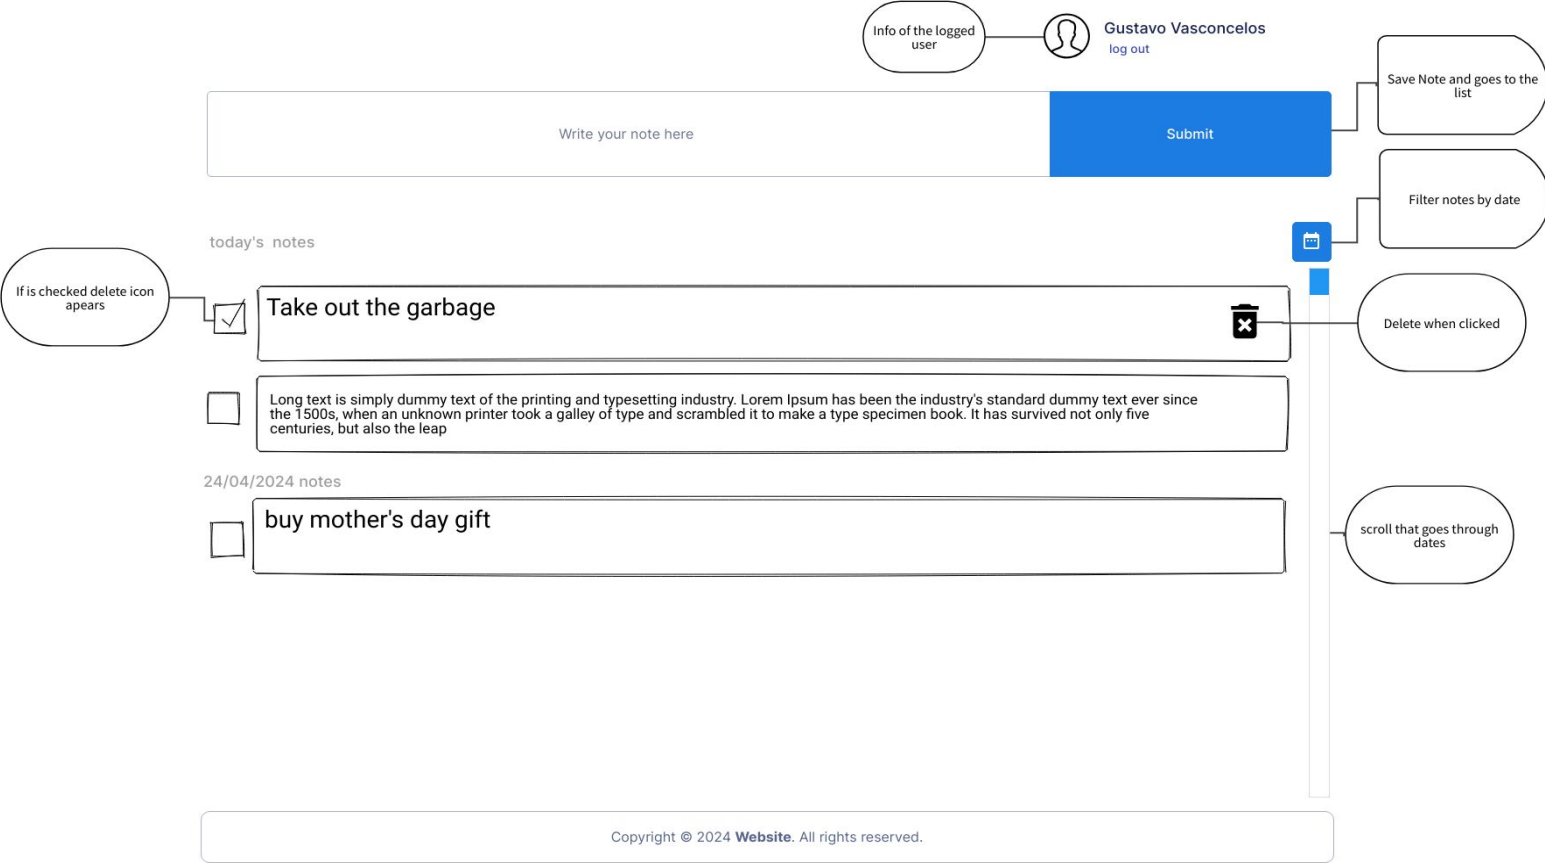 Info of the logged
user
Gustavo Vasconcelos
log out
Save Note and goes to the
list
Write your note here
Submit
Filter notes by date
today's notes
If is checked delete icon
apears
Take out the garbage
Delete when clicked
Long text is simply dummy text of the printing and typesetting industry. Lorem Ipsum has been the industry's standard dummy text ever since
the 1500s, when an unknown printer took a galley of type and scrambled it to make a type specimen book. It has survived not only five
centuries, but also the leap
24/04/2024 notes
buy mother's day gift
scroll that goes through
dates
Copyright © 2024 Website. All rights reserved.